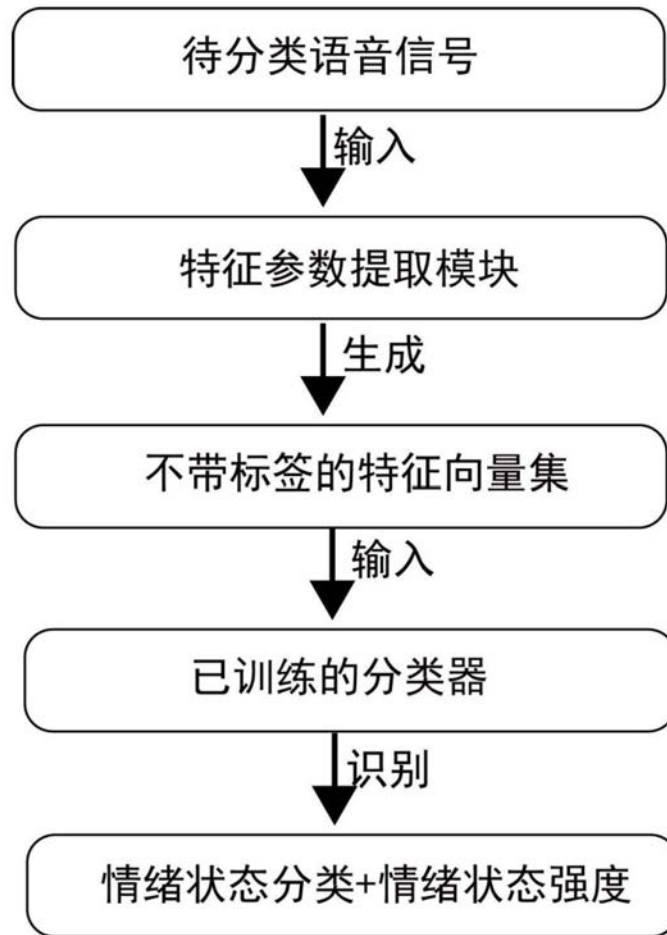 待分类语音信号
输入
特征参数提取模块
生成
不带标签的特征向量集
输入
已训练的分类器
识别
情绪状态分类+情绪状态强度